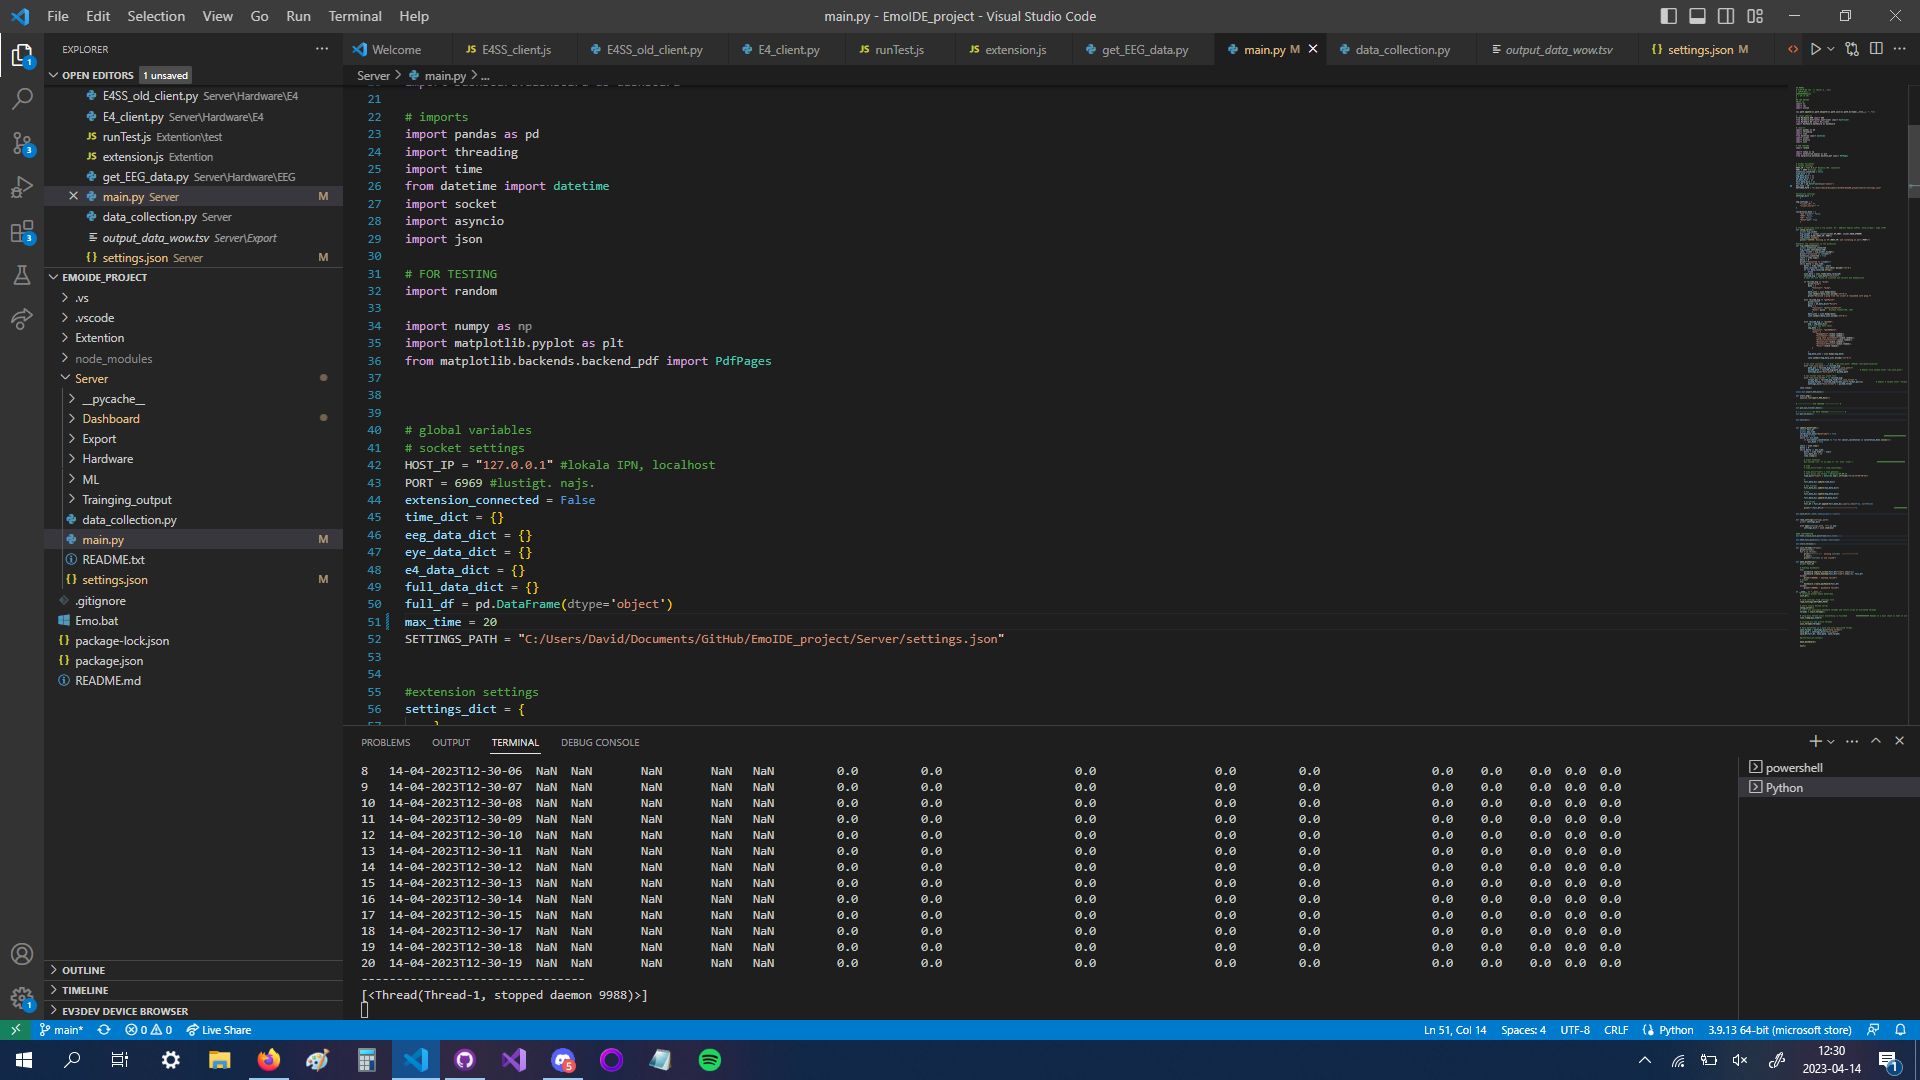 File Edit Selection View Go Run Terminal Help
main.py - EmoIDE_project - Visual Studio Code
EXPLORER
Welcome E4SS_client.js E4SS_old_client.py E4_client.py runTest.js extension.js get_EEG_data.py main.py M data_collection.py output_data_wow.tsv settings.json M
OPEN EDITORS 1 unsaved
Server > main.py > ...
E4SS_old_client.py Server\Hardware\E4
E4_client.py Server\Hardware\E4
runTest.js Extention\test
extension.js Extention
get_EEG_data.py Server\Hardware\EEG
main.py Server M
data_collection.py Server
output_data_wow.tsv Server\Export
settings.json Server M
EMOIDE_PROJECT
.vs
.vscode
Extention
node_modules
Server
__pycache__
Dashboard
Export
Hardware
ML
Trainging_output
data_collection.py
main.py M
README.txt
settings.json M
.gitignore
Emo.bat
package-lock.json
package.json
README.md
OUTLINE
TIMELINE
EV3DEV DEVICE BROWSER
21
22 # imports
23 import pandas as pd
24 import threading
25 import time
26 from datetime import datetime
27 import socket
28 import asyncio
29 import json
30
31 # FOR TESTING
32 import random
33
34 import numpy as np
35 import matplotlib.pyplot as plt
36 from matplotlib.backends.backend_pdf import PdfPages
37
38
39
40 # global variables
41 # socket settings
42 HOST_IP = "127.0.0.1" #lokala IPN, localhost
43 PORT = 6969 #lustigt. najs.
44 extension_connected = False
45 time_dict = {}
46 eeg_data_dict = {}
47 eye_data_dict = {}
48 e4_data_dict = {}
49 full_data_dict = {}
50 full_df = pd.DataFrame(dtype='object')
51 max_time = 20
52 SETTINGS_PATH = "C:/Users/David/Documents/GitHub/EmoIDE_project/Server/settings.json"
53
54
55 #extension settings
56 settings_dict = {
PROBLEMS OUTPUT TERMINAL DEBUG CONSOLE
8 14-04-2023T12-30-06 NaN NaN NaN NaN NaN 0.0 0.0 0.0 0.0 0.0 0.0 0.0 0.0 0.0 0.0
9 14-04-2023T12-30-07 NaN NaN NaN NaN NaN 0.0 0.0 0.0 0.0 0.0 0.0 0.0 0.0 0.0 0.0
10 14-04-2023T12-30-08 NaN NaN NaN NaN NaN 0.0 0.0 0.0 0.0 0.0 0.0 0.0 0.0 0.0 0.0
11 14-04-2023T12-30-09 NaN NaN NaN NaN NaN 0.0 0.0 0.0 0.0 0.0 0.0 0.0 0.0 0.0 0.0
12 14-04-2023T12-30-10 NaN NaN NaN NaN NaN 0.0 0.0 0.0 0.0 0.0 0.0 0.0 0.0 0.0 0.0
13 14-04-2023T12-30-11 NaN NaN NaN NaN NaN 0.0 0.0 0.0 0.0 0.0 0.0 0.0 0.0 0.0 0.0
14 14-04-2023T12-30-12 NaN NaN NaN NaN NaN 0.0 0.0 0.0 0.0 0.0 0.0 0.0 0.0 0.0 0.0
15 14-04-2023T12-30-13 NaN NaN NaN NaN NaN 0.0 0.0 0.0 0.0 0.0 0.0 0.0 0.0 0.0 0.0
16 14-04-2023T12-30-14 NaN NaN NaN NaN NaN 0.0 0.0 0.0 0.0 0.0 0.0 0.0 0.0 0.0 0.0
17 14-04-2023T12-30-15 NaN NaN NaN NaN NaN 0.0 0.0 0.0 0.0 0.0 0.0 0.0 0.0 0.0 0.0
18 14-04-2023T12-30-17 NaN NaN NaN NaN NaN 0.0 0.0 0.0 0.0 0.0 0.0 0.0 0.0 0.0 0.0
19 14-04-2023T12-30-18 NaN NaN NaN NaN NaN 0.0 0.0 0.0 0.0 0.0 0.0 0.0 0.0 0.0 0.0
20 14-04-2023T12-30-19 NaN NaN NaN NaN NaN 0.0 0.0 0.0 0.0 0.0 0.0 0.0 0.0 0.0 0.0
--------------------------------
[<Thread(Thread-1, stopped daemon 9988)>]
powershell
Python
main* 0 0 Live Share
Ln 51, Col 14 Spaces: 4 UTF-8 CRLF Python 3.9.13 64-bit (microsoft store)
12:30
2023-04-14